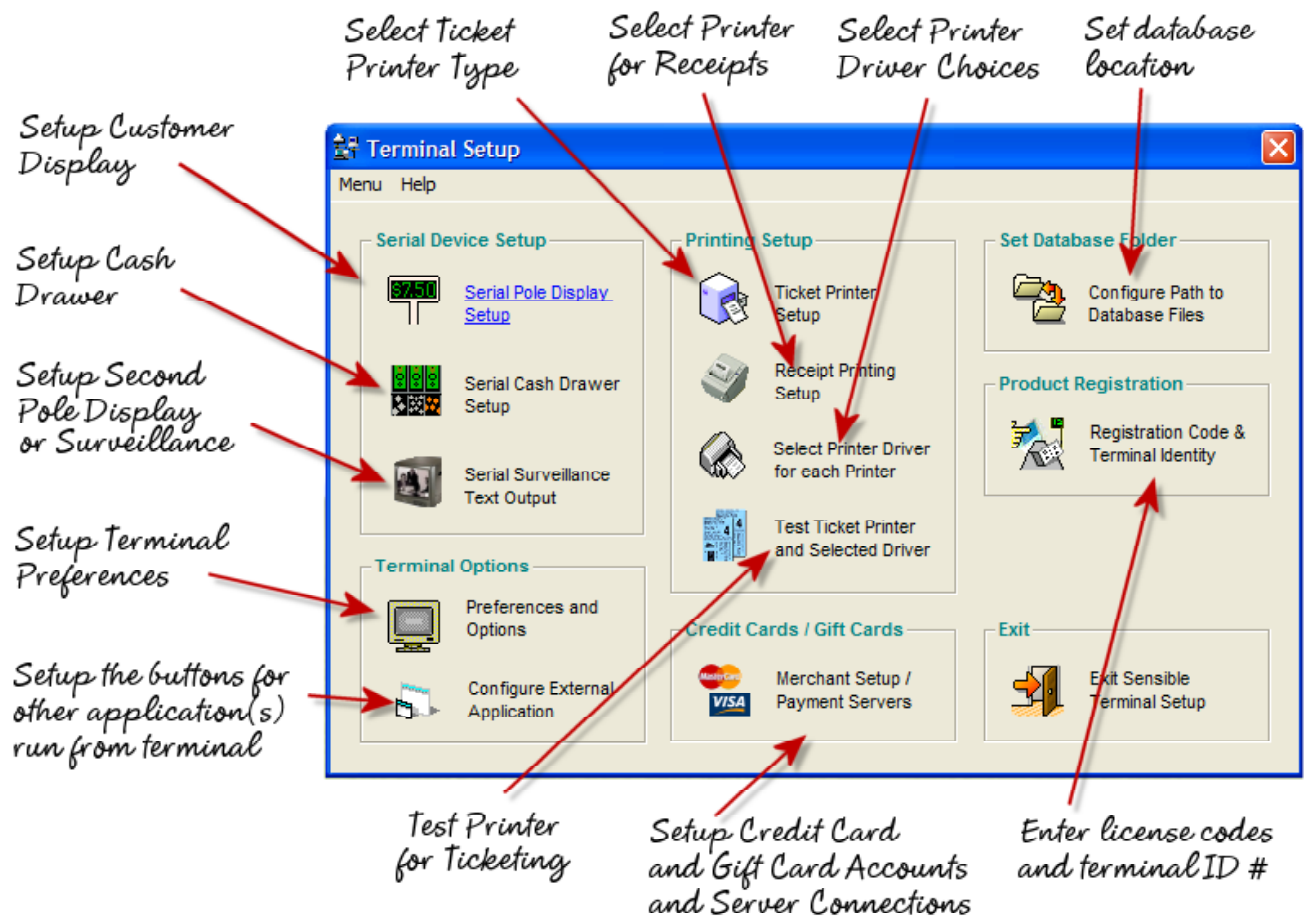 Select Ticket
Printer Type
Select Printer
for Receipts
Select Printer
Driver Choices
Set database
location
Setup Customer
Display
Setup Cash
Drawer
Setup Second
Pole Display
or Surveillance
Setup Terminal
Preferences
Setup the buttons for
other application(s)
run from terminal
Terminal Setup
Menu Help
Serial Device Setup
$7.50
Serial Pole Display
Setup
Serial Cash Drawer
Setup
Serial Surveillance
Text Output
Terminal Options
Preferences and
Options
Configure External
Application
Printing Setup
Ticket Printer
Setup
Receipt Printing
Setup
Select Printer Driver
for each Printer
4
4
Test Ticket Printer
and Selected Driver
Credit Cards / Gift Cards
MasterCard
VISA
Merchant Setup /
Payment Servers
Set Database Folder
Configure Path to
Database Files
Product Registration
Registration Code &
Terminal Identity
Exit
Exit Sensible
Terminal Setup
Test Printer
for Ticketing
Setup Credit Card
and Gift Card Accounts
and Server Connections
Enter license codes
and terminal ID #